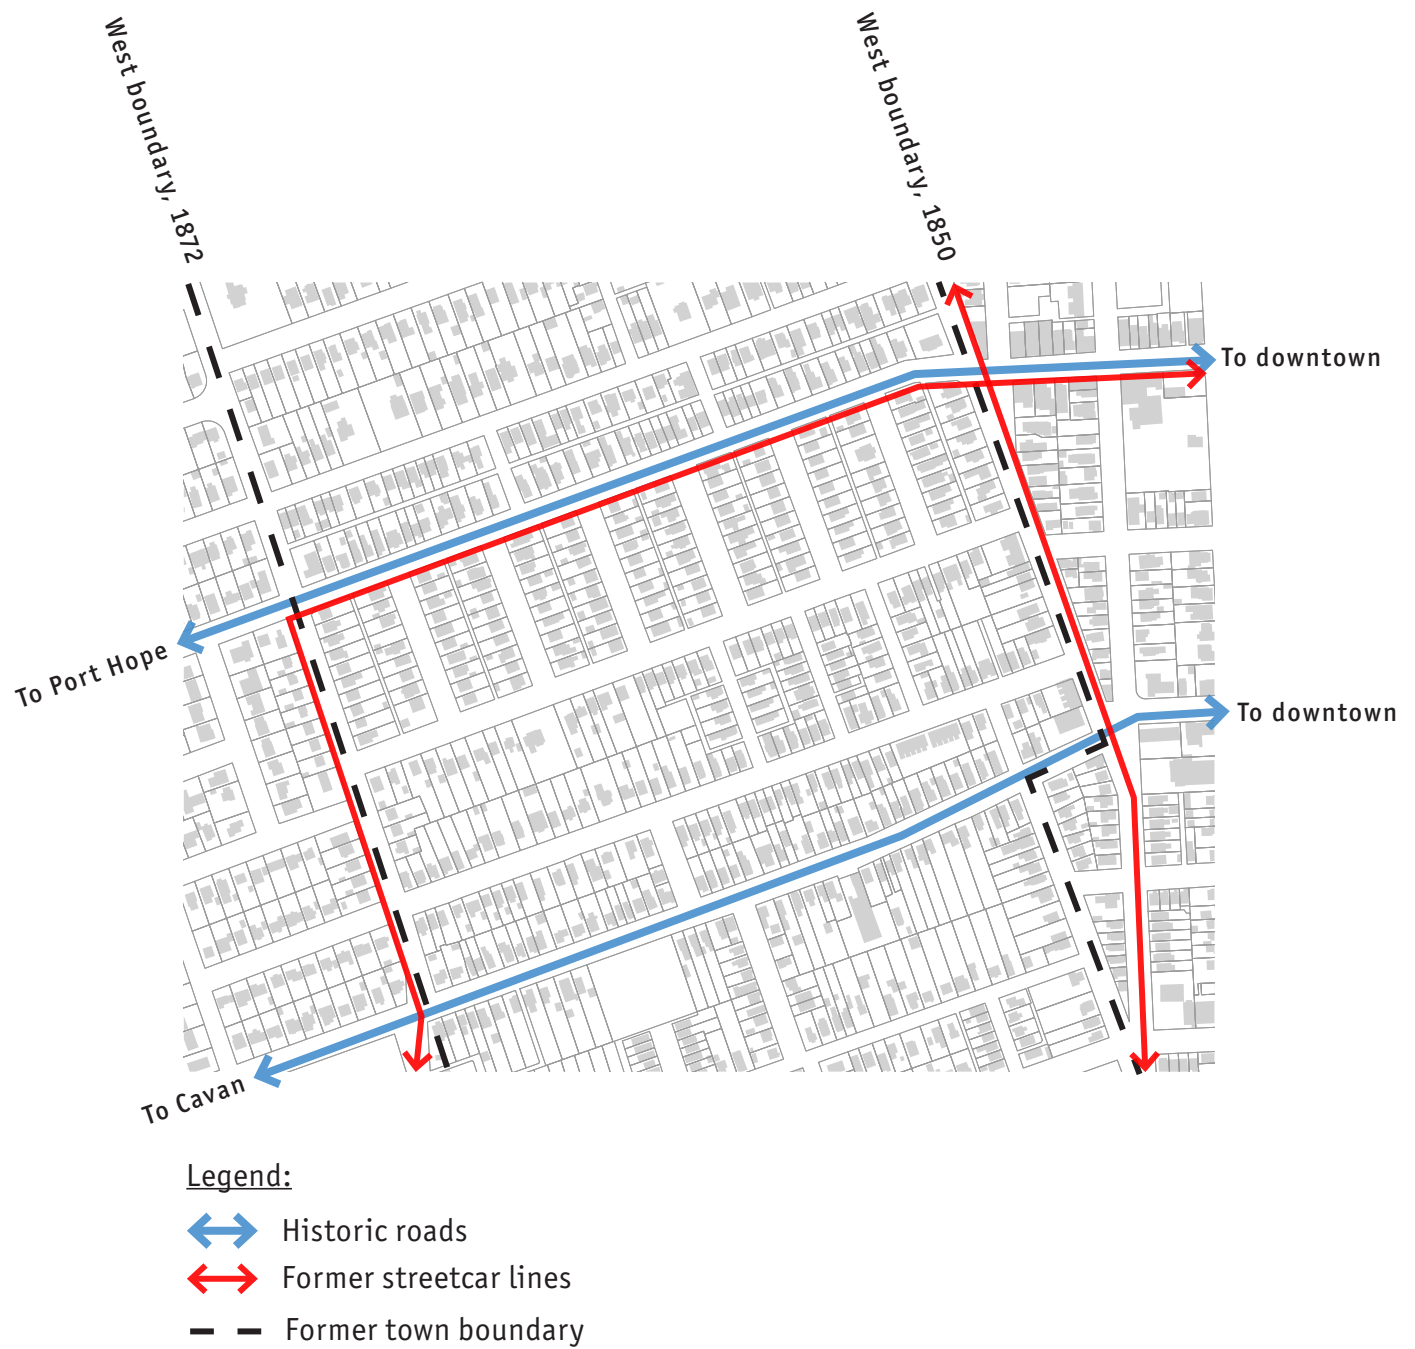 West boundary, 1872
West boundary, 1850
To downtown
To Port Hope
To downtown
To Cavan
Legend:
Historic roads
Former streetcar lines
Former town boundary